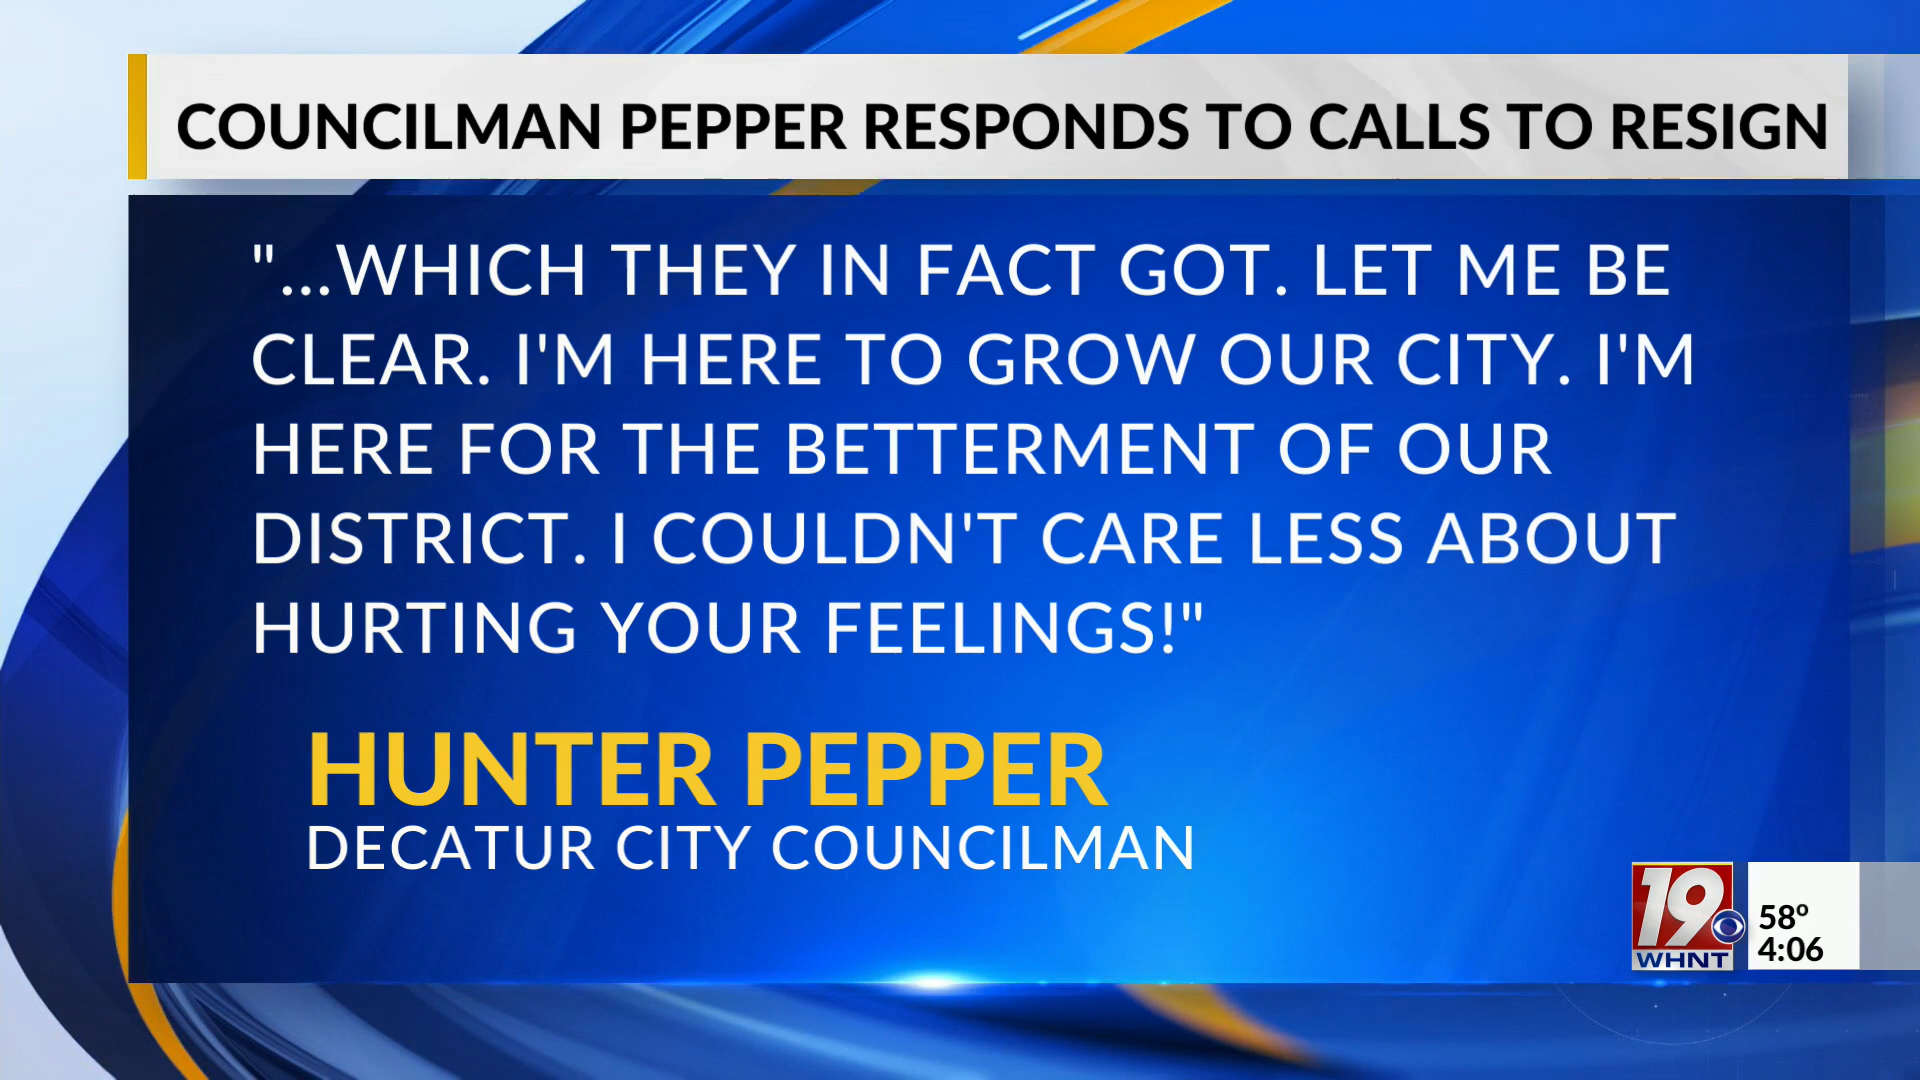 COUNCILMAN PEPPER RESPONDS TO CALLS TO RESIGN
"...WHICH THEY IN FACT GOT. LET ME BE
CLEAR. I'M HERE TO GROW OUR CITY. I'M
HERE FOR THE BETTERMENT OF OUR
DISTRICT. I COULDN'T CARE LESS ABOUT
HURTING YOUR FEELINGS!"
HUNTER PEPPER
DECATUR CITY COUNCILMAN
19
WHNT
58º
4:06